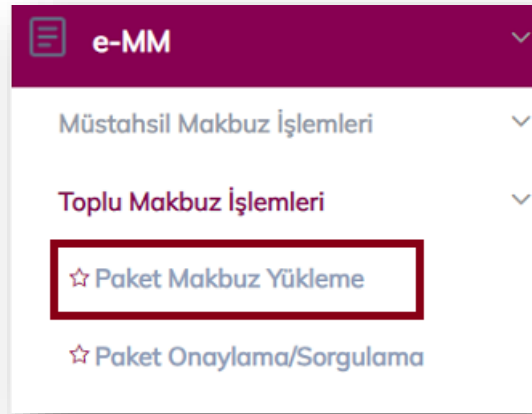 e-MM
Müstahsil Makbuz İşlemleri
Toplu Makbuz İşlemleri
Paket Makbuz Yükleme
Paket Onaylama/Sorgulama